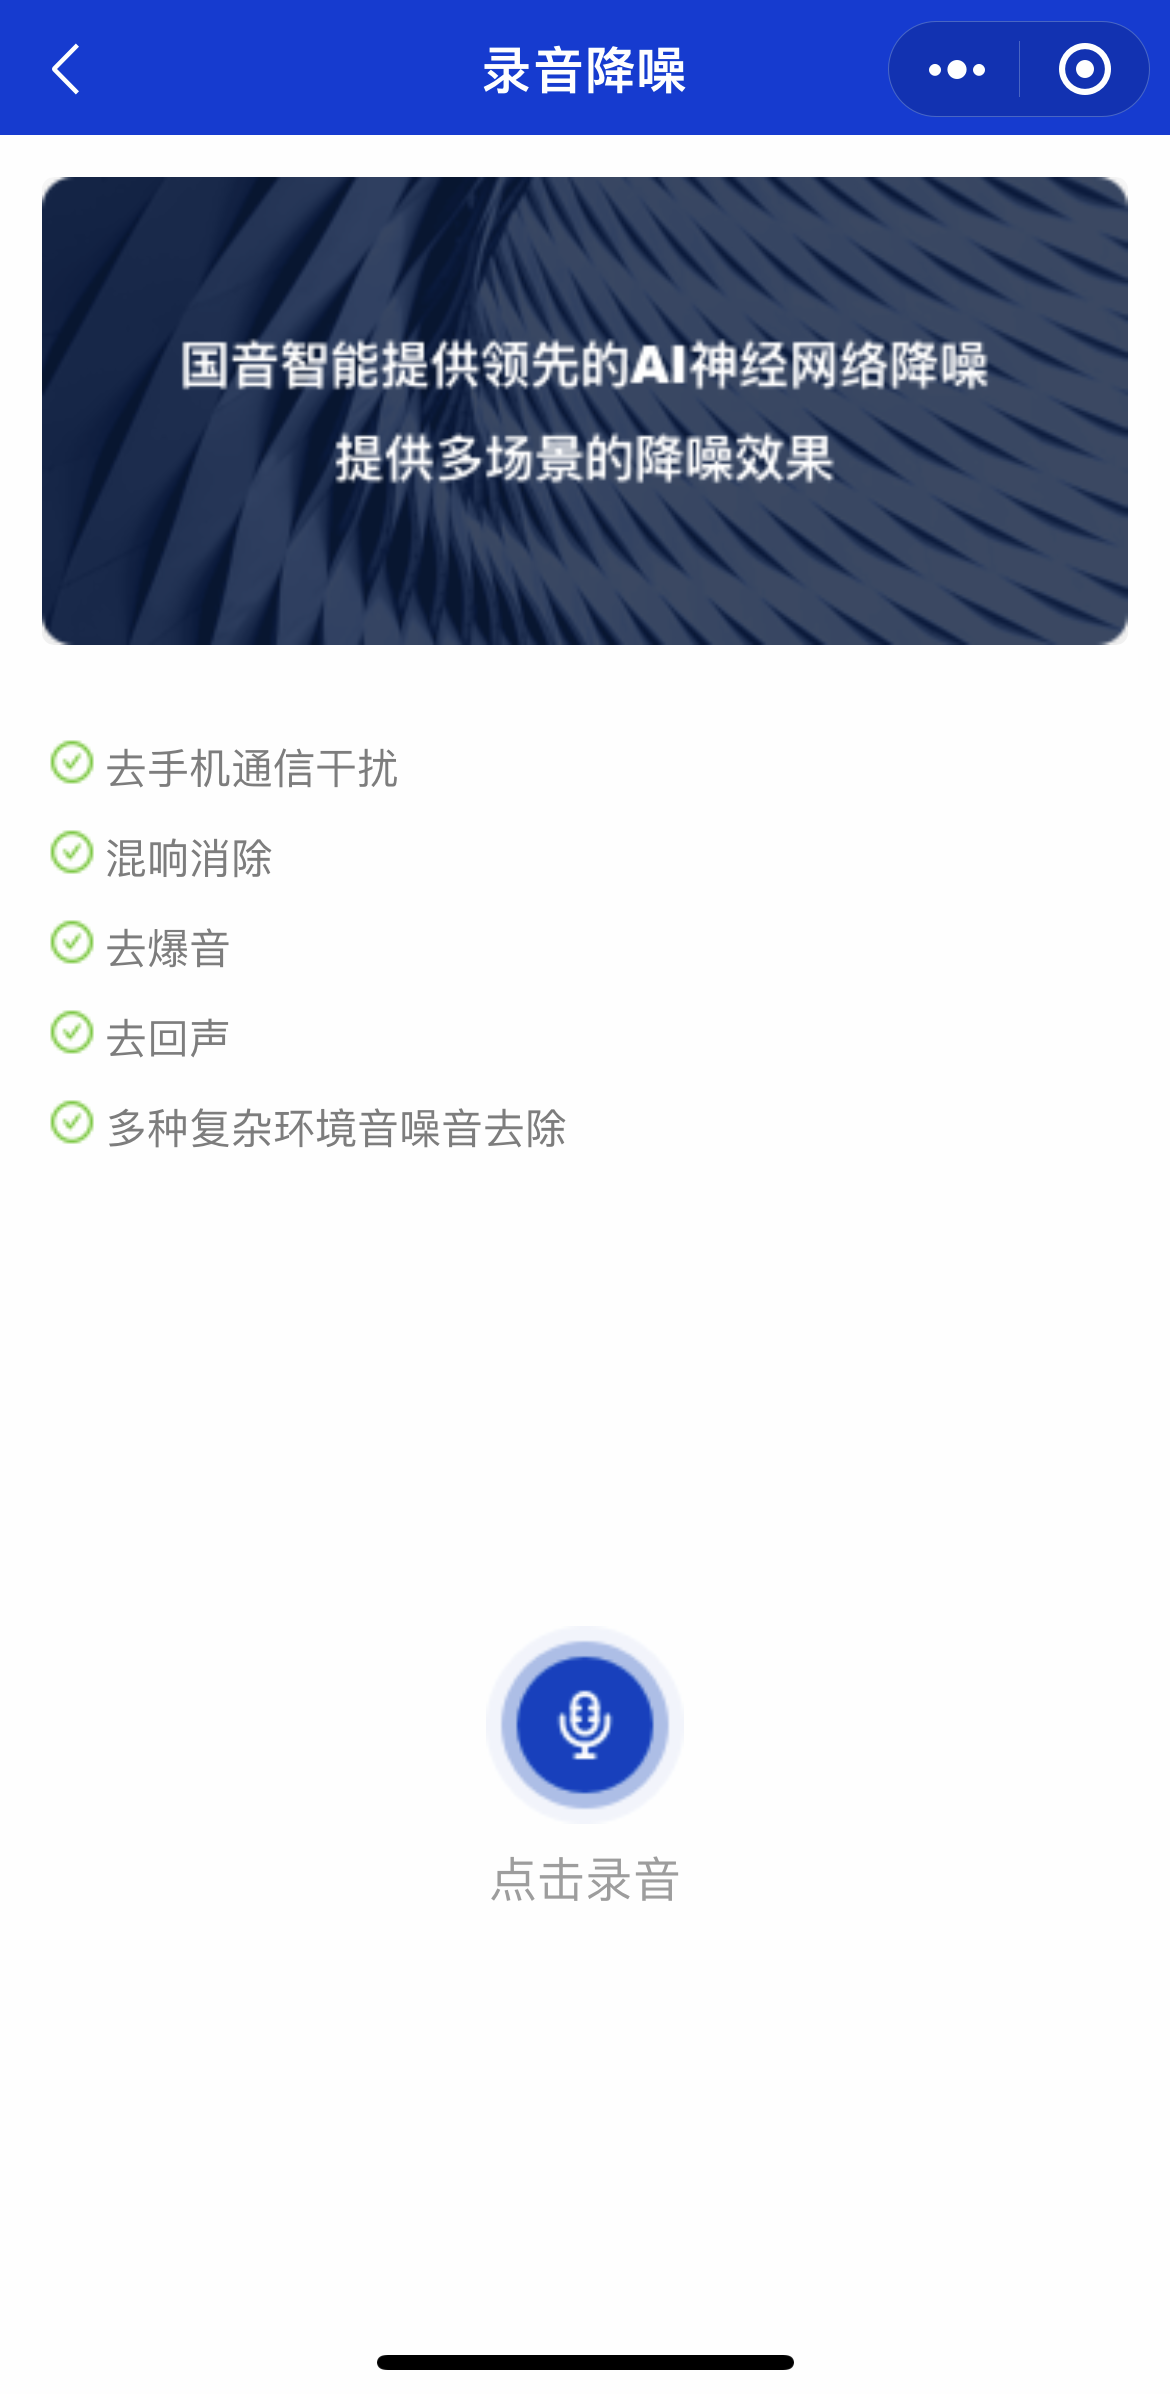 录音降噪
国音智能提供领先的AI神经网络降噪
提供多场景的降噪效果
去手机通信干扰
混响消除
去爆音
去回声
多种复杂环境音噪音去除
点击录音